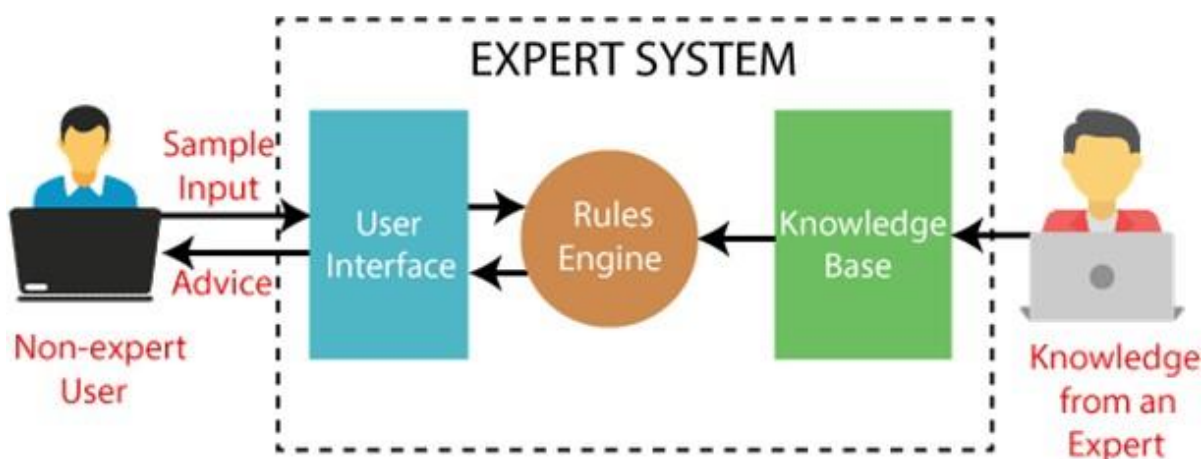 EXPERT SYSTEM
Sample
Input
Advice
Non-expert
User
User
Interface
Rules
Engine
Knowledge
Base
Knowledge
from an
Expert